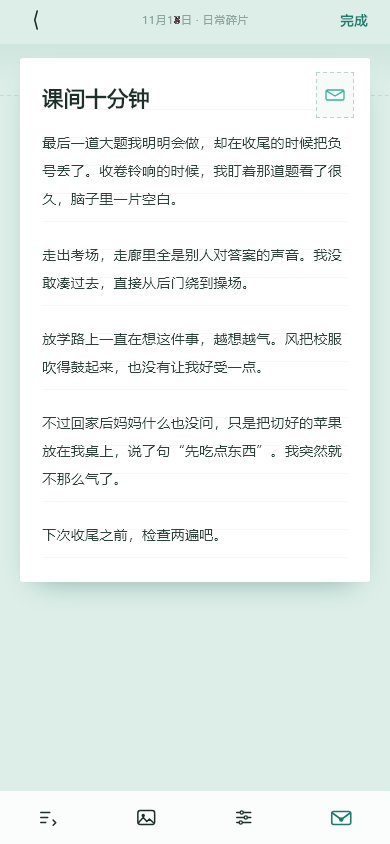 日 · 日常碎片
完成
课间十分钟
最后一道大题我明明会做，却在收尾的时候把负
号丢了。收卷铃响的时候，我盯着那道题看了很
久，脑子里一片空白。
走出考场，走廊里全是别人对答案的声音。我没
敢凑过去，直接从后门绕到操场。
放学路上一直在想这件事，越想越气。风把校服
吹得鼓起来，也没有让我好受一点。
不过回家后妈妈什么也没问，只是把切好的苹果
放在我桌上，说了句“先吃点东西”。我突然就
不那么气了。
下次收尾之前，检查两遍吧。